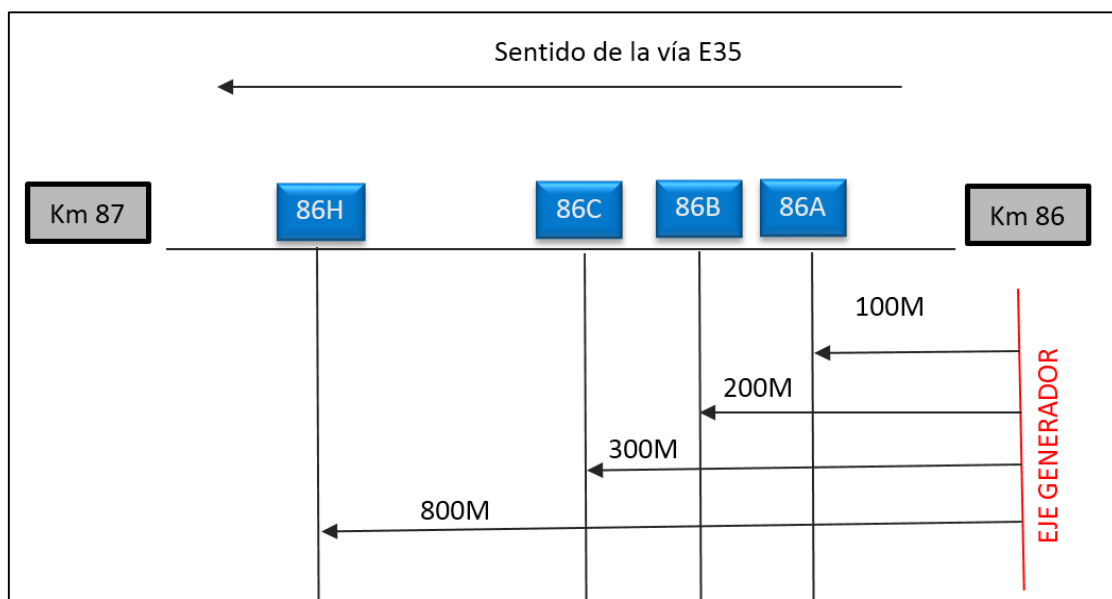 Sentido de la vía E35
Km 87
86H
86C
86B
86A
Km 86
100M
200M
300M
800M
EJE GENERADOR